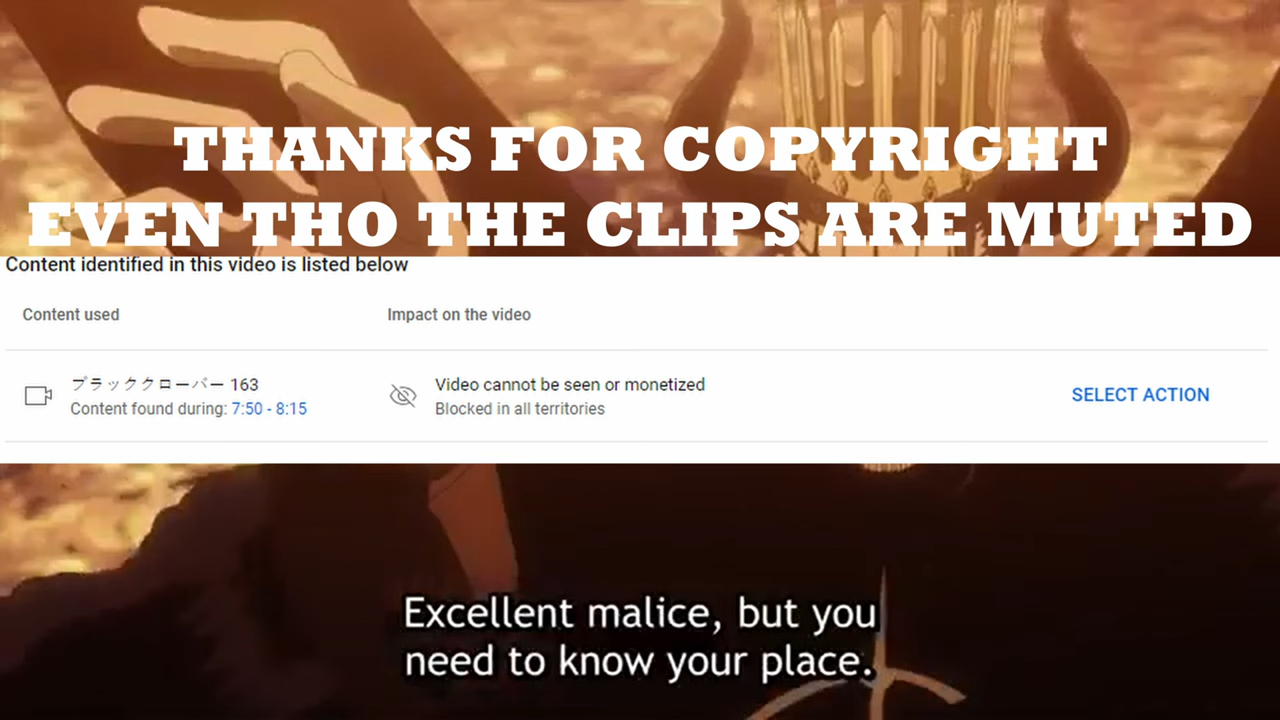 THANKS FOR COPYRIGHT
EVEN THO THE CLIPS ARE MUTED
Content identified in this video is listed below
Content used
Impact on the video
ブラッククローバー 163
Video cannot be seen or monetized
Content found during: 7:50 - 8:15
Blocked in all territories
SELECT ACTION
Excellent malice, but you
need to know your place.